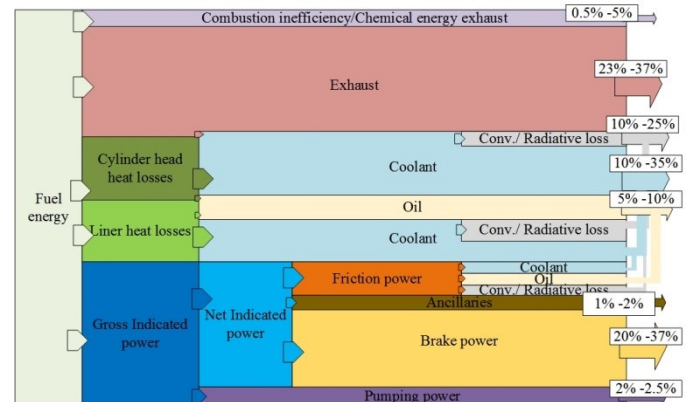 0.5% -5%
Combustion inefficiency/Chemical energy exhaust
23% -37%
Exhaust
10% -25%
Conv./ Radiative loss
Cylinder head
heat losses
Coolant
10% -35%
Fuel
energy
5% -10%
Oil
Liner heat losses
Conv./ Radiative loss
Coolant
Friction power
Coolant
Oil
Conv./ Radiative loss
Gross Indicated
power
Net Indicated
power
Ancillaries
1% -2%
Brake power
20% -37%
Pumping power
2% -2.5%